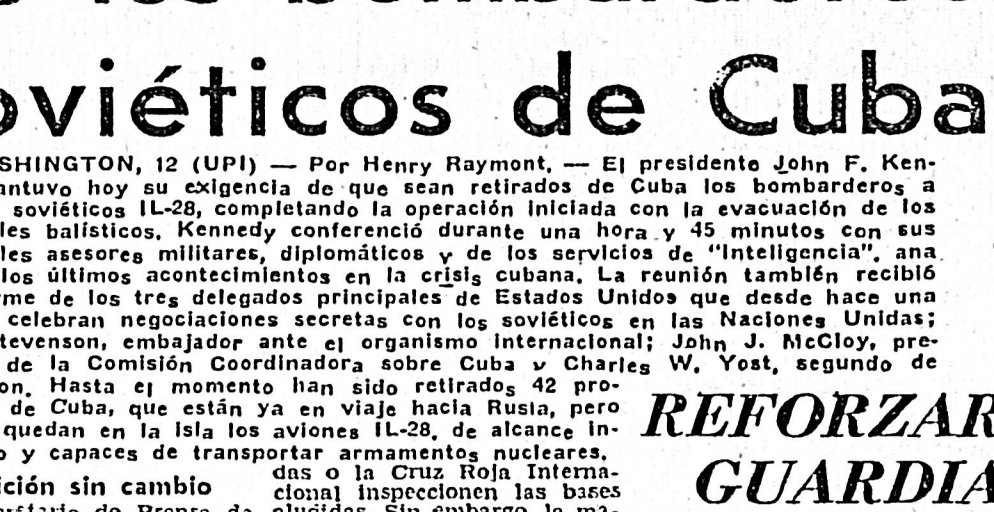 oviéticos de Cuba
SHINGTON, 12 (UPI) — Por Henry Raymont. — El presidente John F. Ken-
antuvo hoy su exigencia de que sean retirados de Cuba los bombarderos a
soviéticos IL-28, completando la operación iniciada con la evacuación de los
les balísticos. Kennedy conferenció durante una hora y 45 minutos con sus
les asesores militares, diplomáticos y de los servicios de "Inteligencia", ana
los últimos acontecimientos en la crisis cubana. La reunión también recibió
rme de los tres delegados principales de Estados Unidos que desde hace una
celebran negociaciones secretas con los soviéticos en las Naciones Unidas;
tevenson, embajador ante el organismo internacional; John J. McCloy, pre-
de la Comisión Coordinadora sobre Cuba y Charles W. Yost, segundo de
on. Hasta el momento han sido retirados 42 pro-
de Cuba, que están ya en viaje hacia Rusia, pero
quedan en la isla los aviones IL-28, de alcance in-
o y capaces de transportar armamentos nucleares.
ición sin cambio
das o la Cruz Roja Interna-
cional inspeccionen las bases
aludidas. Sin embargo, la ma-
REFORZAR
GUARDIA